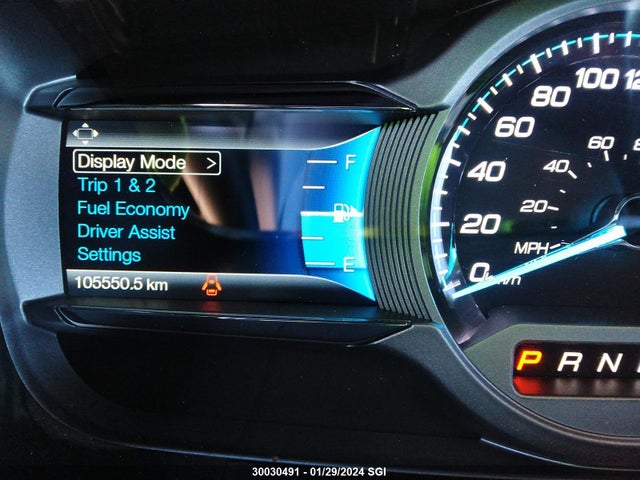 Display Mode >
Trip 1 & 2
Fuel Economy
Driver Assist
Settings
105550.5 km
F
E
0 20 40 60 80 100
km/h
20 40 60
MPH
P R N
30030491 - 01/29/2024 SGI